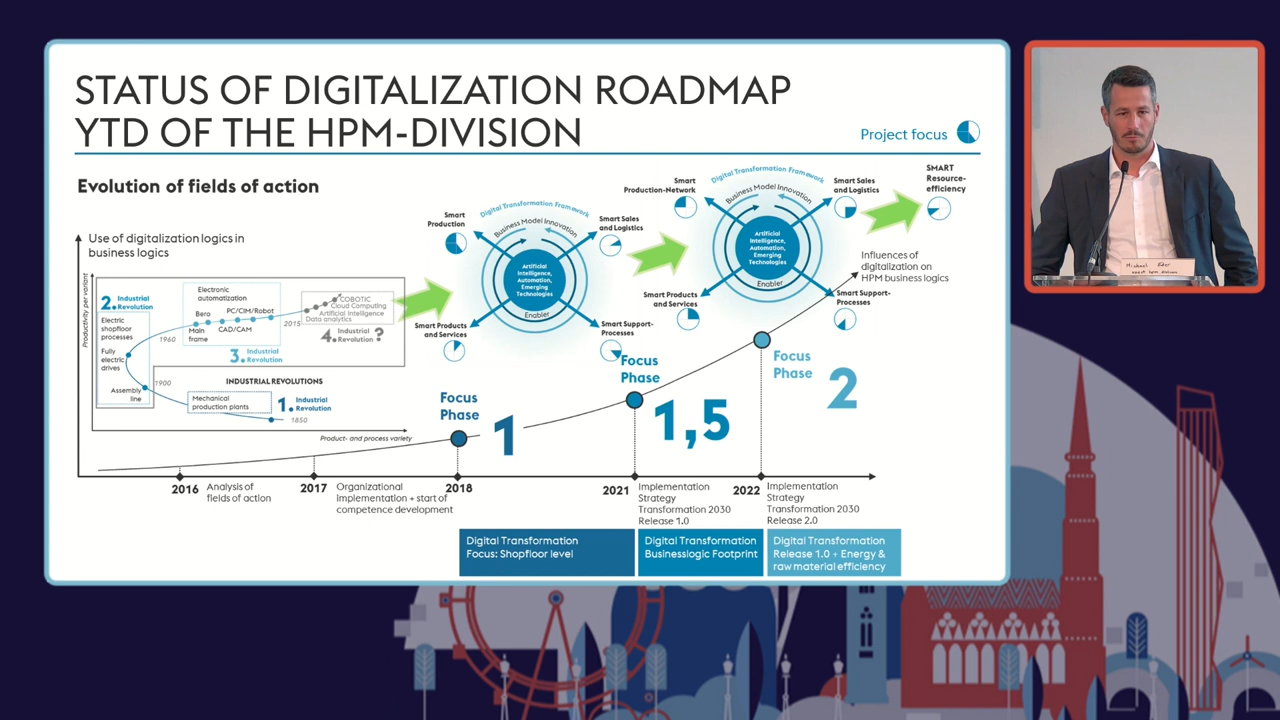 STATUS OF DIGITALIZATION ROADMAP
YTD OF THE HPM-DIVISION
Project focus
Evolution of fields of action
Use of digitalization logics in
business logics
Productivity per variant
2. Industrial
Revolution
Electric
shopfloor
processes
Fully
electric
drives
Assembly
line
1900
1960
Electronic
automatization
Bero
PC/CIM/Robot
Main
frame
CAD/CAM
3. Industrial
Revolution
2015
COBOTIC
Cloud Computing
Artificial Intelligence
Data analytics
4. Industrial
Revolution ?
INDUSTRIAL REVOLUTIONS
Mechanical
production plants
1. Industrial
Revolution
1850
Product- and process variety
Smart
Production
Digital Transformation Framework
Business Model Innovation
Smart Sales
and Logistics
Artificial
Intelligence,
Automation,
Emerging
Technologies
Enabler
Smart Products
and Services
Smart Support-
Processes
Smart
Production-Network
Digital Transformation Framework
Business Model Innovation
Smart Sales
and Logistics
Artificial
Intelligence,
Automation,
Emerging
Technologies
Enabler
Smart Products
and Services
Smart Support-
Processes
SMART
Resource-
efficiency
Influences of
digitalization on
HPM business logics
Focus
Phase
1
Focus
Phase
1,5
Focus
Phase
2
2016
Analysis of
fields of action
2017
Organizational
Implementation + start of
competence development
2018
2021
Implementation
Strategy
Transformation 2030
Release 1.0
2022
Implementation
Strategy
Transformation 2030
Release 2.0
Digital Transformation
Focus: Shopfloor level
Digital Transformation
Businesslogic Footprint
Digital Transformation
Release 1.0 + Energy &
raw material efficiency
Michael Eder